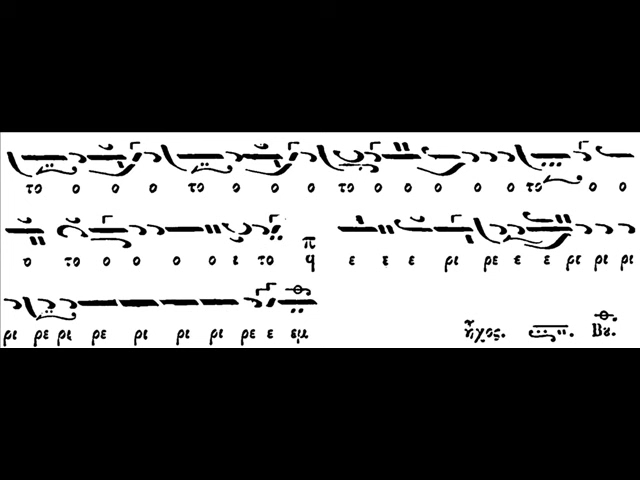 το ο ο ο το ο ο ο το ο ο ο ο ο το ο ο
ο το ο ο ο ο ι το π q ε ε ε ρι ρε ε ε ρι ρι ρι
ρι ρε ρι ρε ρι ρι ρι ρε ε εμ ἦχος. Βου.